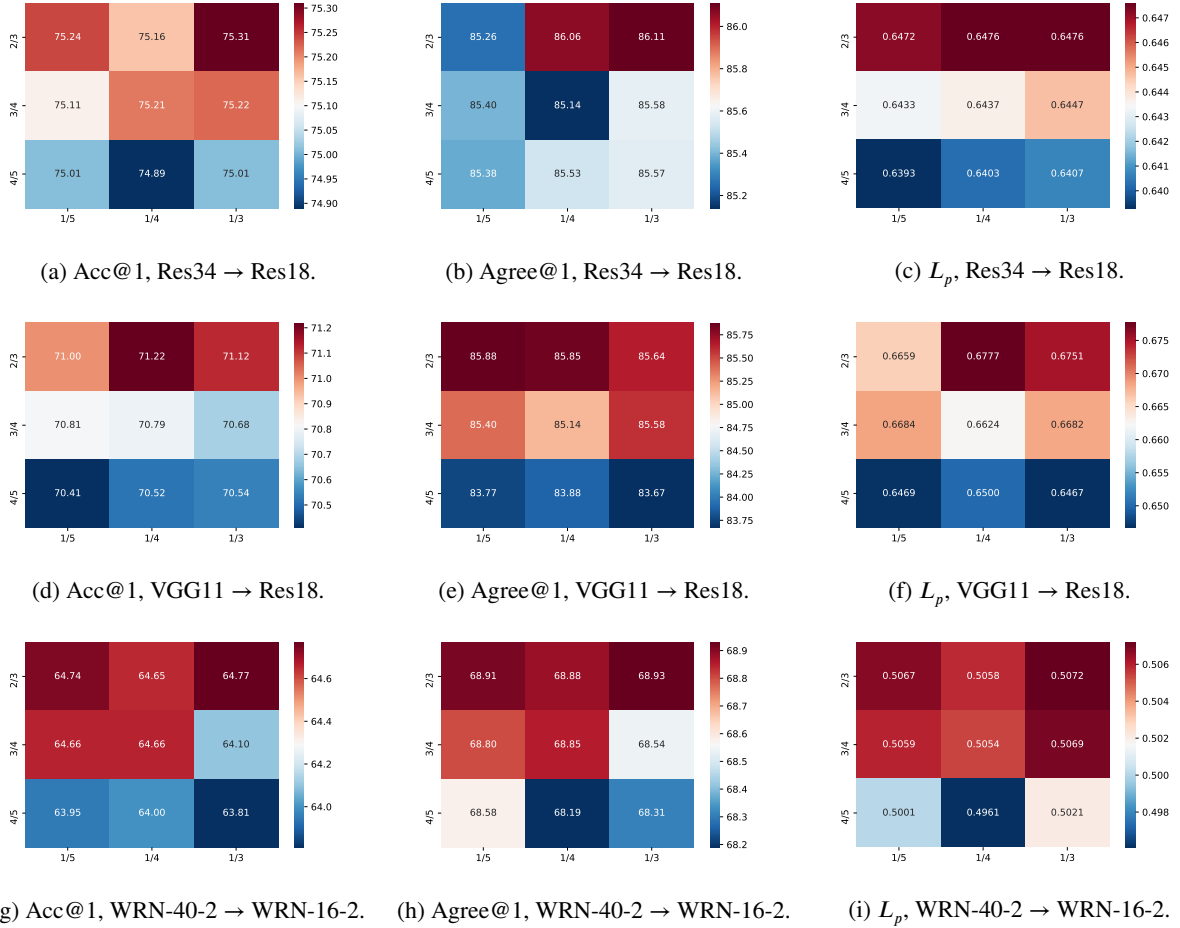 75.30
75.25
75.20
75.15
75.10
75.05
75.00
74.95
74.90
2/3
3/4
4/5
75.24 75.16 75.31
75.11 75.21 75.22
75.01 74.89 75.01
1/5 1/4 1/3
86.0
85.8
85.6
85.4
85.2
2/3
3/4
4/5
85.26 86.06 86.11
85.40 85.14 85.58
85.38 85.53 85.57
1/5 1/4 1/3
0.647
0.646
0.645
0.644
0.643
0.642
0.641
0.640
2/3
3/4
4/5
0.6472 0.6476 0.6476
0.6433 0.6437 0.6447
0.6393 0.6403 0.6407
1/5 1/4 1/3
(a) Acc@1, Res34 → Res18.
(b) Agree@1, Res34 → Res18.
(c) Lₚ, Res34 → Res18.
71.2
71.1
71.0
70.9
70.8
70.7
70.6
70.5
2/3
3/4
4/5
71.00 71.22 71.12
70.81 70.79 70.68
70.41 70.52 70.54
1/5 1/4 1/3
85.75
85.50
85.25
85.00
84.75
84.50
84.25
84.00
83.75
2/3
3/4
4/5
85.88 85.85 85.64
85.40 85.14 85.58
83.77 83.88 83.67
1/5 1/4 1/3
0.675
0.670
0.665
0.660
0.655
0.650
2/3
3/4
4/5
0.6659 0.6777 0.6751
0.6684 0.6624 0.6682
0.6469 0.6500 0.6467
1/5 1/4 1/3
(d) Acc@1, VGG11 → Res18.
(e) Agree@1, VGG11 → Res18.
(f) Lₚ, VGG11 → Res18.
64.6
64.4
64.2
64.0
2/3
3/4
4/5
64.74 64.65 64.77
64.66 64.66 64.10
63.95 64.00 63.81
1/5 1/4 1/3
68.9
68.8
68.7
68.6
68.5
68.4
68.3
68.2
2/3
3/4
4/5
68.91 68.88 68.93
68.80 68.85 68.54
68.58 68.19 68.31
1/5 1/4 1/3
0.506
0.504
0.502
0.500
0.498
2/3
3/4
4/5
0.5067 0.5058 0.5072
0.5059 0.5054 0.5069
0.5001 0.4961 0.5021
1/5 1/4 1/3
g) Acc@1, WRN-40-2 → WRN-16-2.
(h) Agree@1, WRN-40-2 → WRN-16-2.
(i) Lₚ, WRN-40-2 → WRN-16-2.